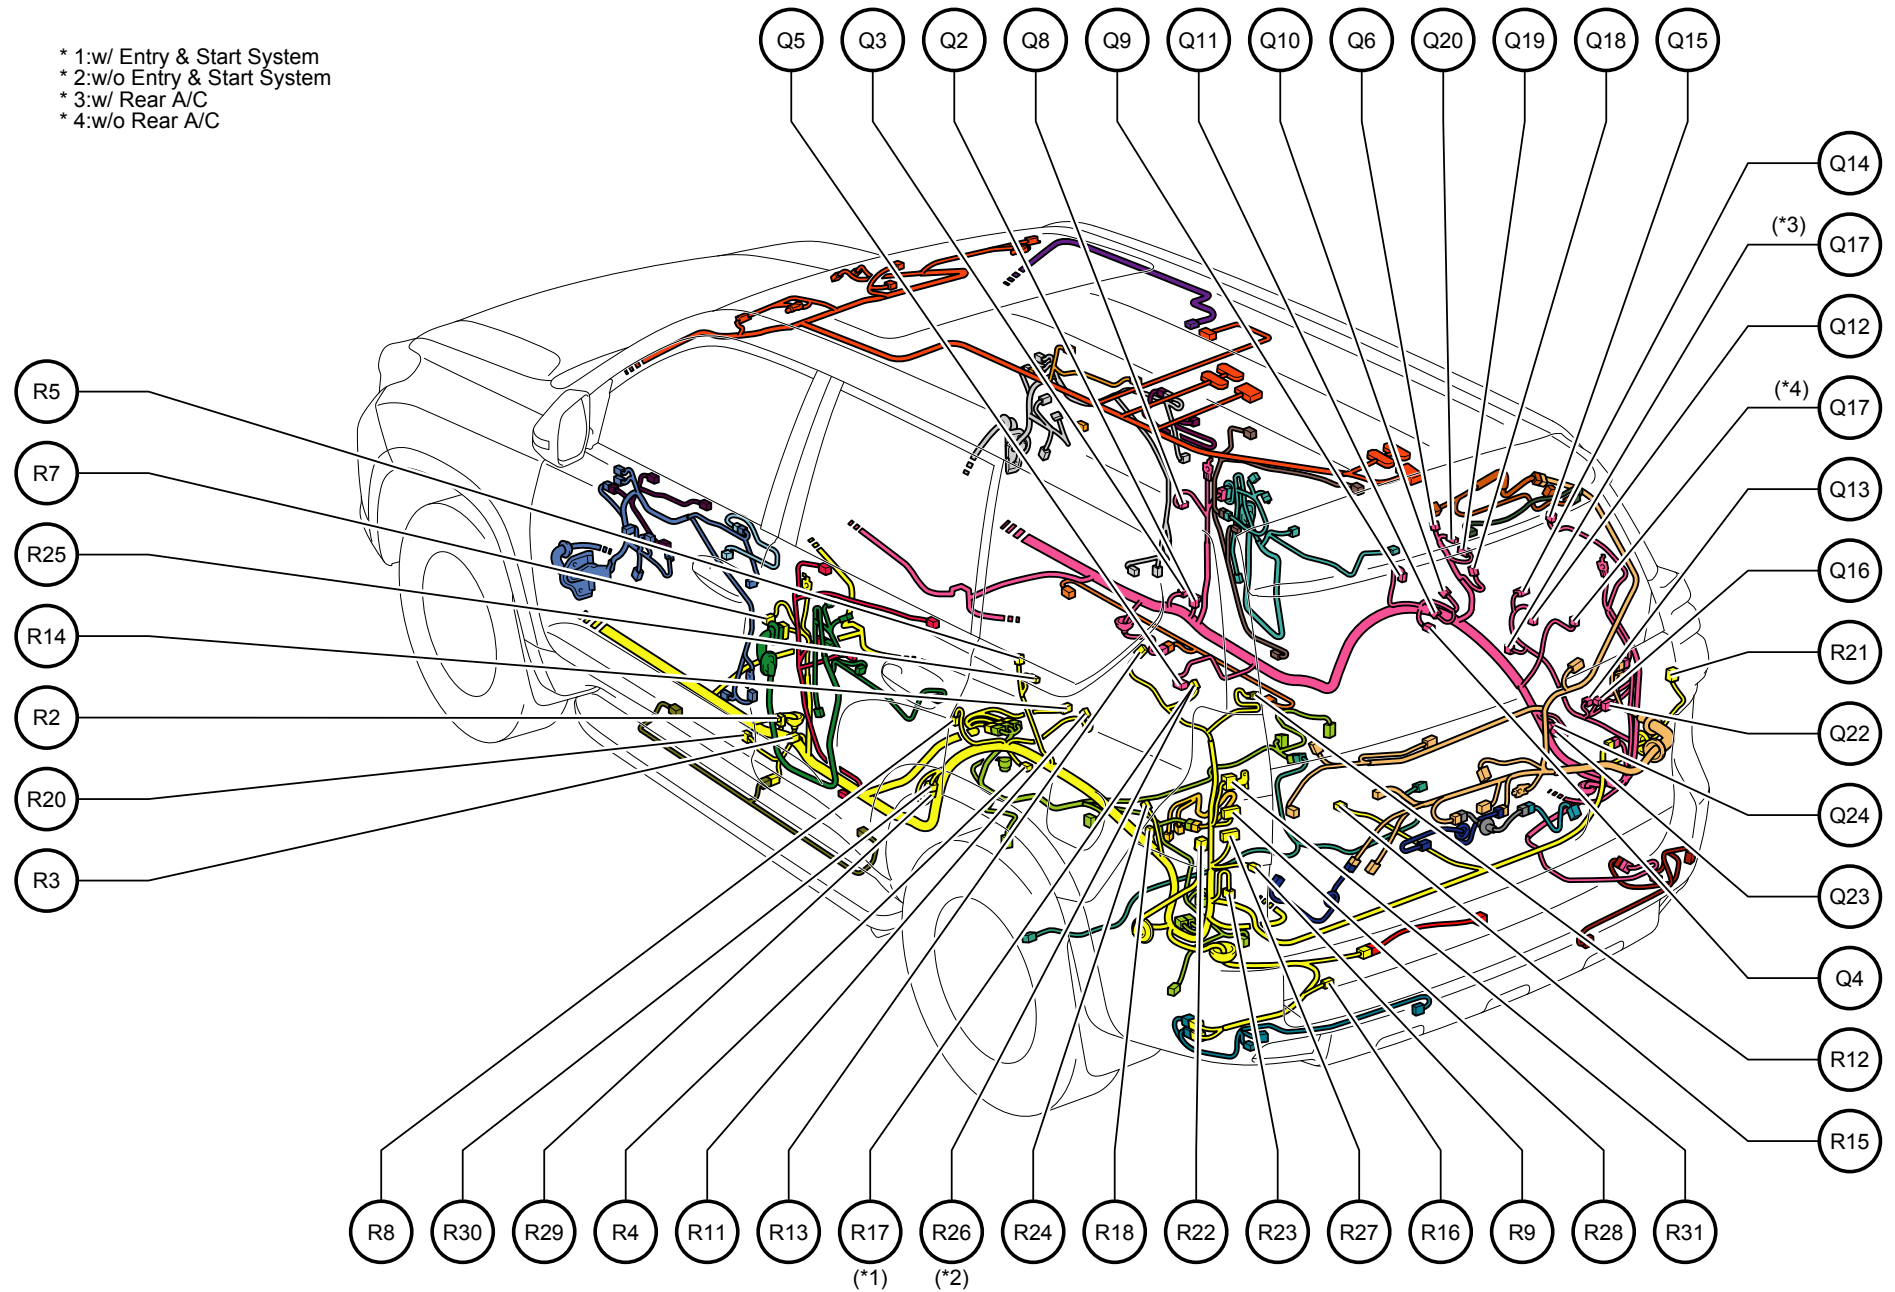 * 1:w/ Entry & Start System
* 2:w/o Entry & Start System
* 3:w/ Rear A/C
* 4:w/o Rear A/C
Q5 Q3 Q2 Q8 Q9 Q11 Q10 Q6 Q20 Q19 Q18 Q15
Q14
(*3)
Q17
Q12
(*4)
Q17
Q13
Q16
R21
Q22
Q24
Q23
Q4
R12
R15
R5
R7
R25
R14
R2
R20
R3
R8 R30 R29 R4 R11 R13 R17 R26 R24 R18 R22 R23 R27 R16 R9 R28 R31
(*1) (*2)